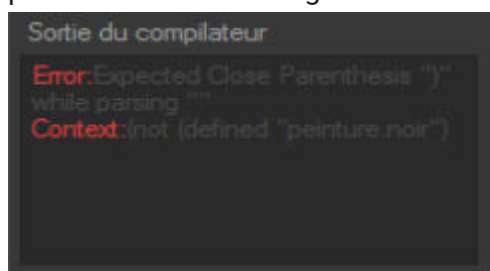 Sortie du compilateur
Error:Expected Close Parenthesis ")"
while parsing ""
Context:(not (defined "peinture.noir")